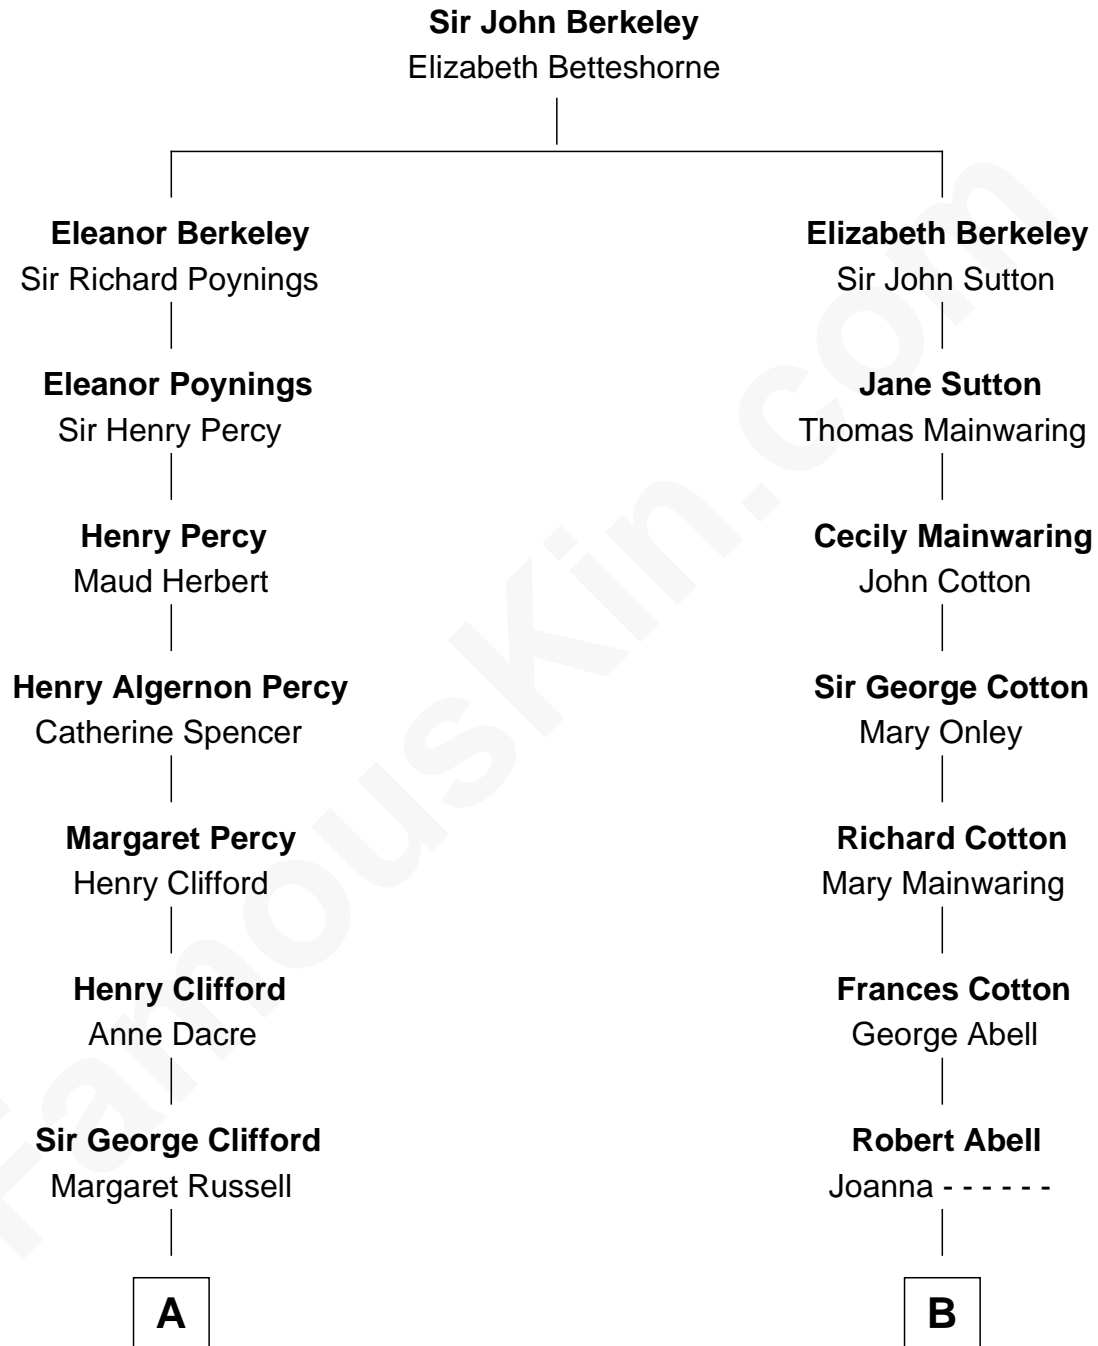 Sir John Berkeley
Elizabeth Betteshorne
Eleanor Berkeley
Sir Richard Poynings
Eleanor Poynings
Sir Henry Percy
Henry Percy
Maud Herbert
Henry Algernon Percy
Catherine Spencer
Margaret Percy
Henry Clifford
Henry Clifford
Anne Dacre
Sir George Clifford
Margaret Russell
A
Elizabeth Berkeley
Sir John Sutton
Jane Sutton
Thomas Mainwaring
Cecily Mainwaring
John Cotton
Sir George Cotton
Mary Onley
Richard Cotton
Mary Mainwaring
Frances Cotton
George Abell
Robert Abell
Joanna - - - - - -
B
FamousKin.com